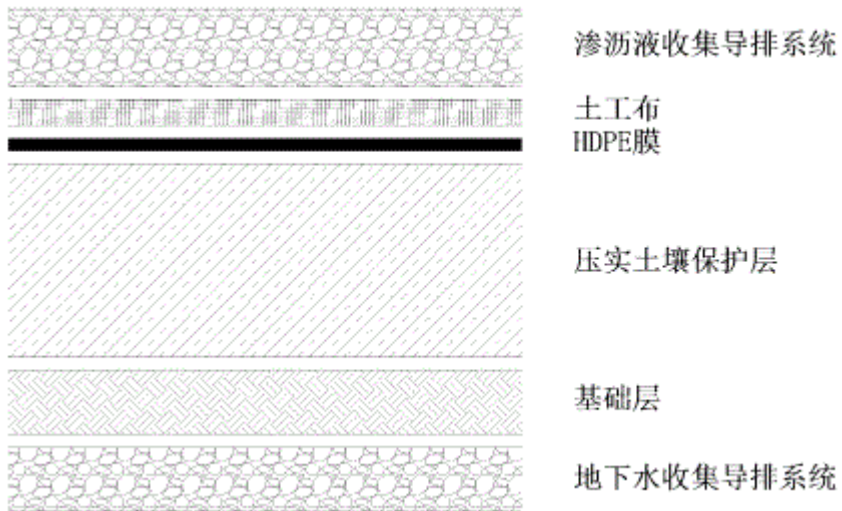 渗沥液收集导排系统
土工布
HDPE膜
压实土壤保护层
基础层
地下水收集导排系统